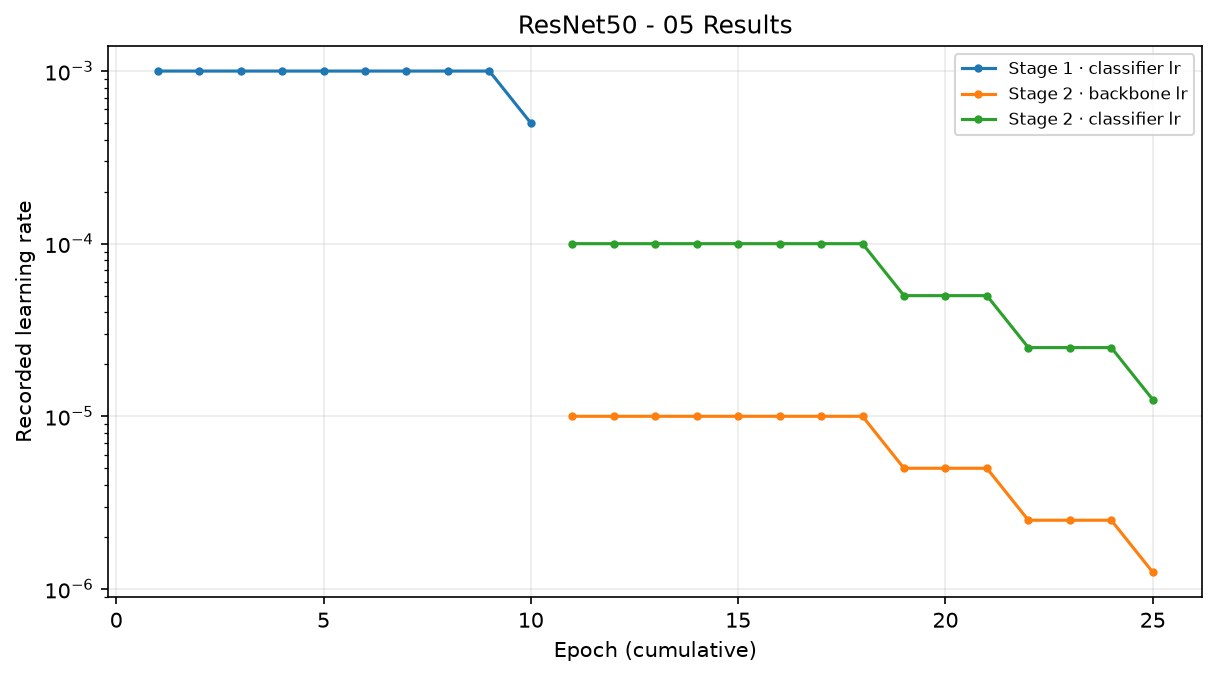 ResNet50 - 05 Results
Stage 1 · classifier lr
Stage 2 · backbone lr
Stage 2 · classifier lr
Recorded learning rate
10⁻³
10⁻⁴
10⁻⁵
10⁻⁶
0 5 10 15 20 25
Epoch (cumulative)